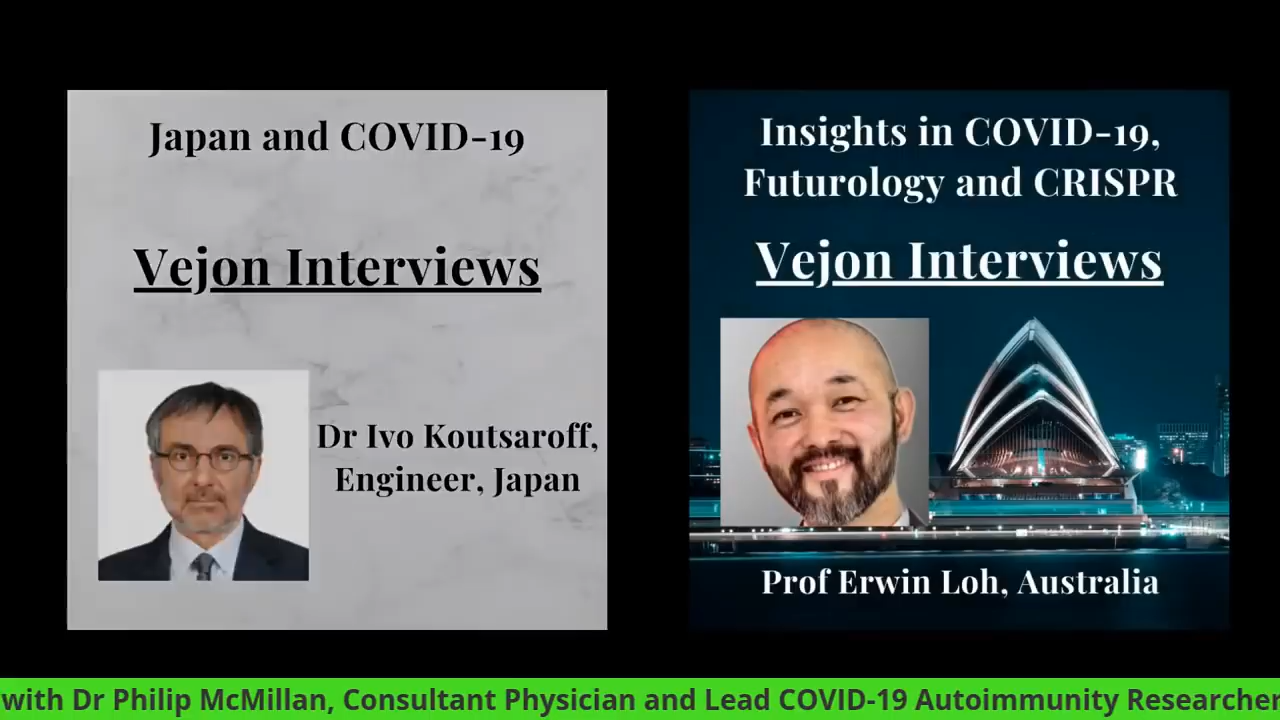 Japan and COVID-19
Vejon Interviews
Dr Ivo Koutsaroff,
Engineer, Japan
Insights in COVID-19,
Futurology and CRISPR
Vejon Interviews
Prof Erwin Loh, Australia
with Dr Philip McMillan, Consultant Physician and Lead COVID-19 Autoimmunity Researcher